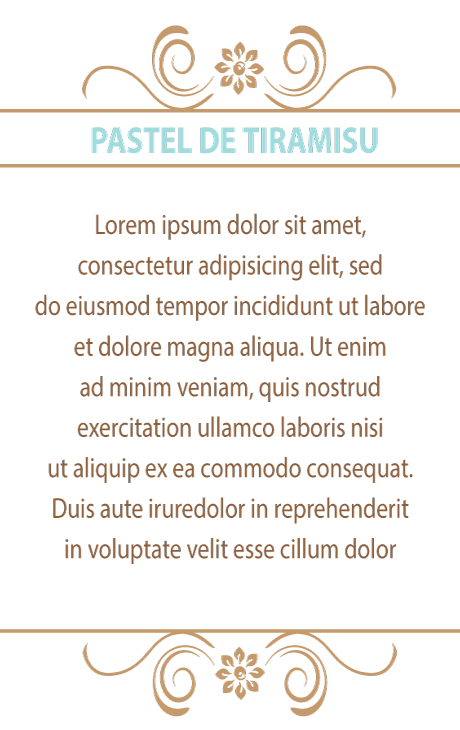 PASTEL DE TIRAMISU
Lorem ipsum dolor sit amet,
consectetur adipisicing elit, sed
do eiusmod tempor incididunt ut labore
et dolore magna aliqua. Ut enim
ad minim veniam, quis nostrud
exercitation ullamco laboris nisi
ut aliquip ex ea commodo consequat.
Duis aute iruredolor in reprehenderit
in voluptate velit esse cillum dolor